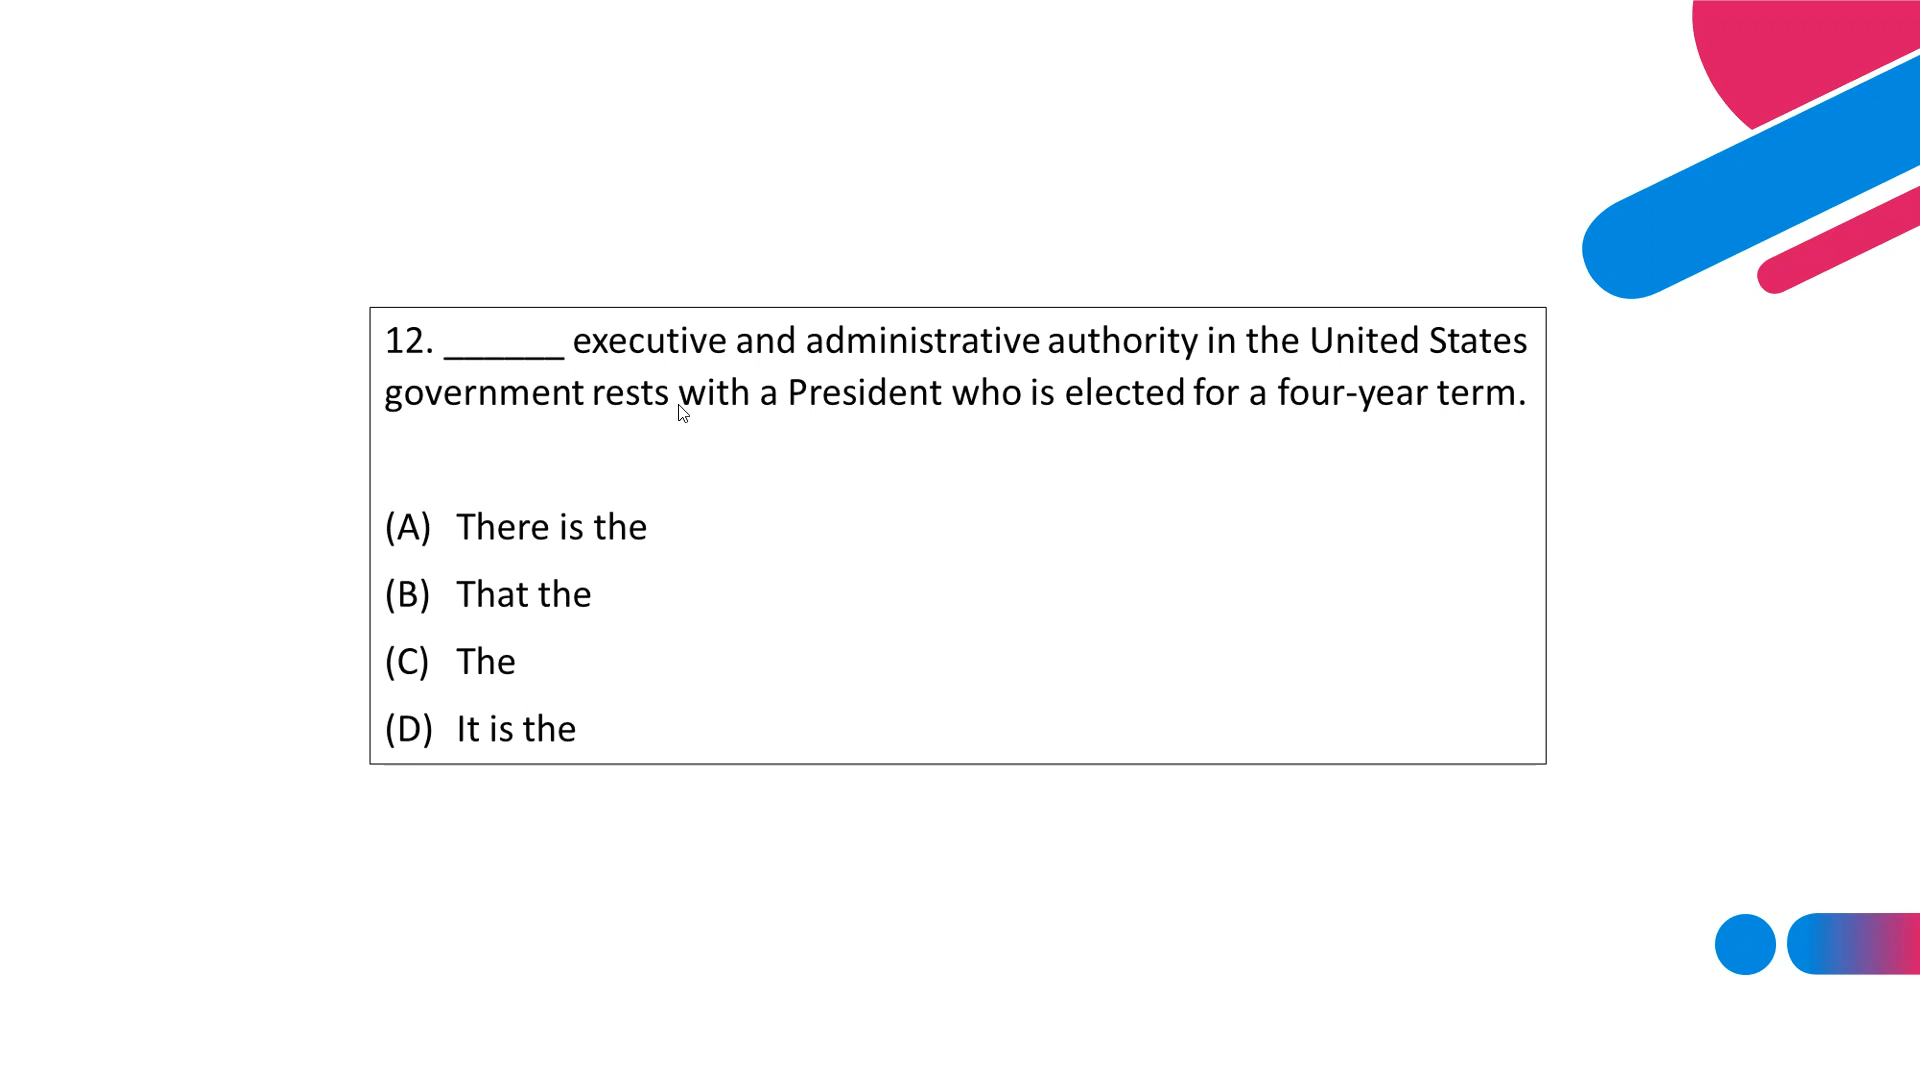 12. ______ executive and administrative authority in the United States
government rests with a President who is elected for a four-year term.
(A) There is the
(B) That the
(C) The
(D) It is the